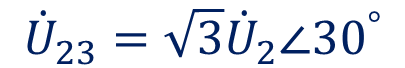 U̇₂₃ = √3U̇₂∠30°